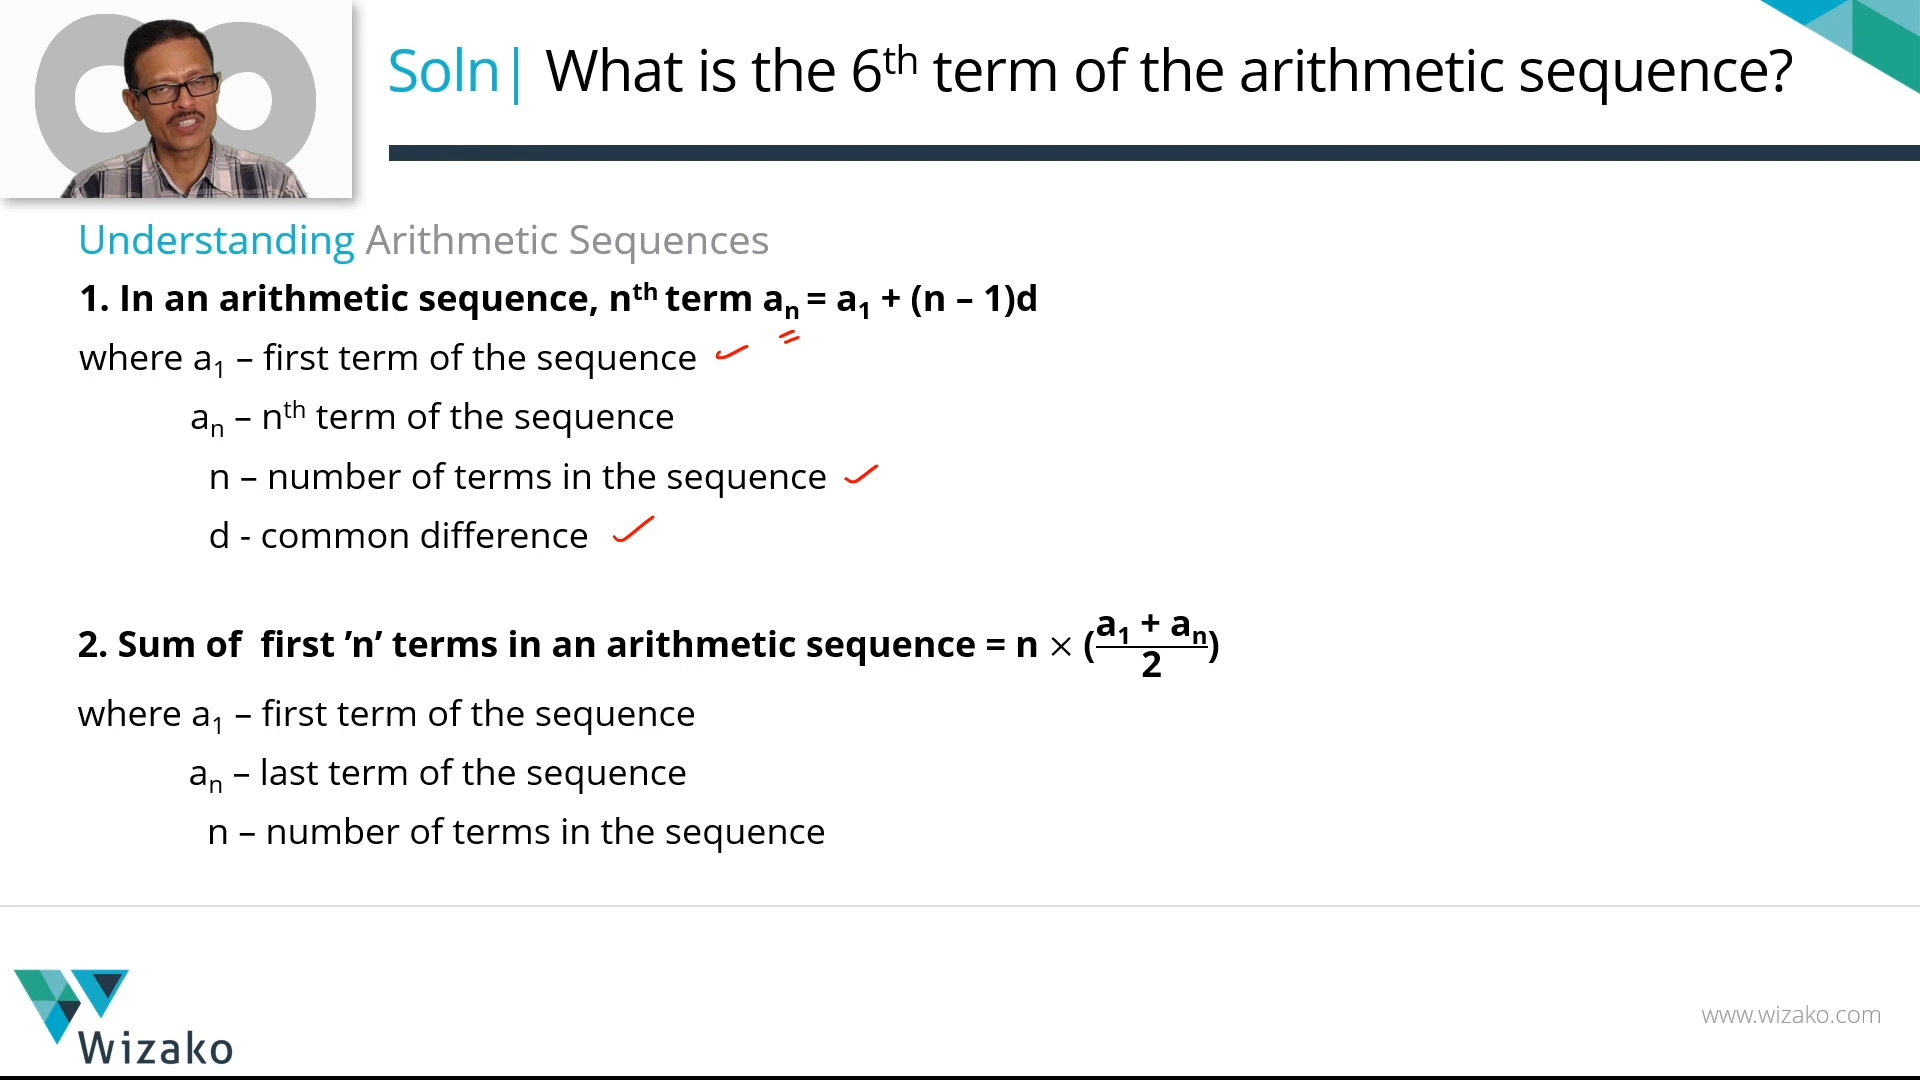 Soln| What is the 6th term of the arithmetic sequence?
Understanding Arithmetic Sequences
1. In an arithmetic sequence, nth term an = a1 + (n – 1)d
where a1 – first term of the sequence
an – nth term of the sequence
n – number of terms in the sequence
d - common difference
2. Sum of first ’n’ terms in an arithmetic sequence = n × (a1 + an / 2)
where a1 – first term of the sequence
an – last term of the sequence
n – number of terms in the sequence
Wizako
www.wizako.com